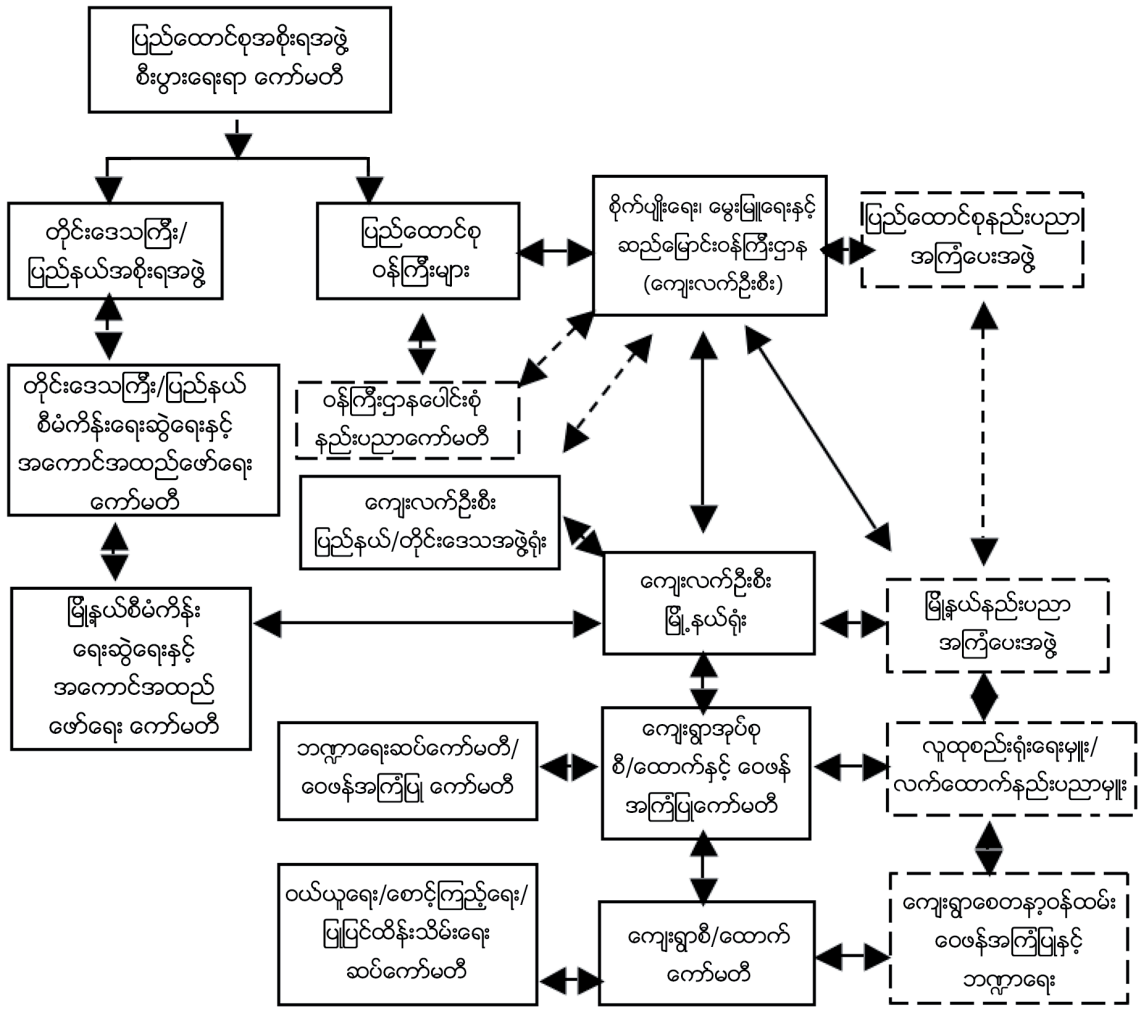 ပြည်ထောင်စုအစိုးရအဖွဲ့
စီးပွားရေးရာ ကော်မတီ
တိုင်းဒေသကြီး/
ပြည်နယ်အစိုးရအဖွဲ့
ပြည်ထောင်စု
ဝန်ကြီးများ
စိုက်ပျိုးရေး၊ မွေးမြူရေးနှင့်
ဆည်မြောင်းဝန်ကြီးဌာန
(ကျေးလက်ဦးစီး)
ပြည်ထောင်စုနည်းပညာ
အကြံပေးအဖွဲ့
တိုင်းဒေသကြီး/ပြည်နယ်
စီမံကိန်းရေးဆွဲရေးနှင့်
အကောင်အထည်ဖော်ရေး
ကော်မတီ
ဝန်ကြီးဌာနပေါင်းစုံ
နည်းပညာကော်မတီ
ကျေးလက်ဦးစီး
ပြည်နယ်/တိုင်းဒေသအဖွဲ့ရုံး
မြို့နယ်စီမံကိန်း
ရေးဆွဲရေးနှင့်
အကောင်အထည်
ဖော်ရေး ကော်မတီ
ကျေးလက်ဦးစီး
မြို့နယ်ရုံး
မြို့နယ်နည်းပညာ
အကြံပေးအဖွဲ့
ဘဏ္ဍာရေးဆပ်ကော်မတီ/
ဝေဖန်အကြံပြု ကော်မတီ
ကျေးရွာအုပ်စု
စီ/ထောက်နှင့် ဝေဖန်
အကြံပြုကော်မတီ
လူထုစည်းရုံးရေးမှူး/
လက်ထောက်နည်းပညာမှူး
ဝယ်ယူရေး/စောင့်ကြည့်ရေး/
ပြုပြင်ထိန်းသိမ်းရေး
ဆပ်ကော်မတီ
ကျေးရွာစီ/ထောက်
ကော်မတီ
ကျေးရွာစေတနာ့ဝန်ထမ်း
ဝေဖန်အကြံပြုနှင့်
ဘဏ္ဍာရေး